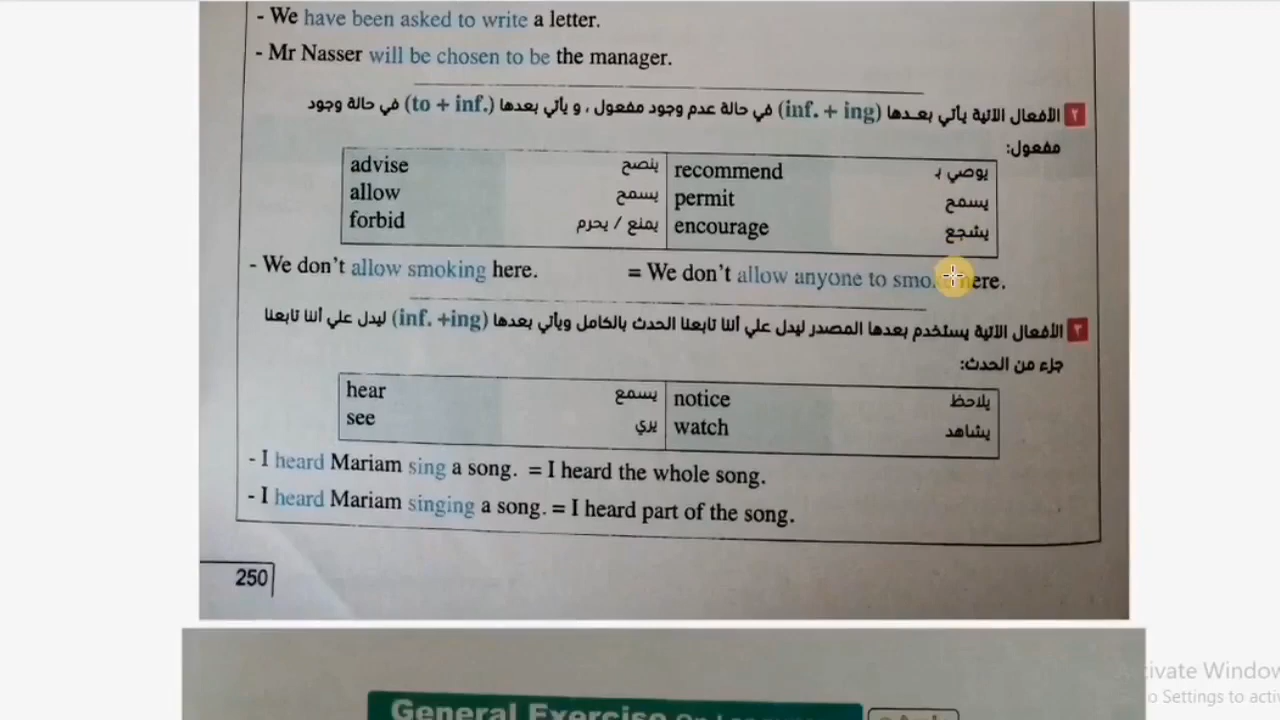 - We have been asked to write a letter.
- Mr Nasser will be chosen to be the manager.
٢ الأفعال الآتية يأتي بعدها (inf. + ing) في حالة عدم وجود مفعول ، و يأتي بعدها (to + inf.) في حالة وجود
مفعول:
advise ينصح recommend يوصي بـ
allow يسمح permit يسمح
forbid يمنع / يحرم encourage يشجع
- We don't allow smoking here. = We don't allow anyone to smoke here.
٣ الأفعال الآتية يستخدم بعدها المصدر ليدل علي أننا تابعنا الحدث بالكامل ويأتي بعدها (inf. +ing) ليدل علي أننا تابعنا
جزء من الحدث:
hear يسمع notice يلاحظ
see يري watch يشاهد
- I heard Mariam sing a song. = I heard the whole song.
- I heard Mariam singing a song. = I heard part of the song.
250
General Exercise
Window
to Settings to